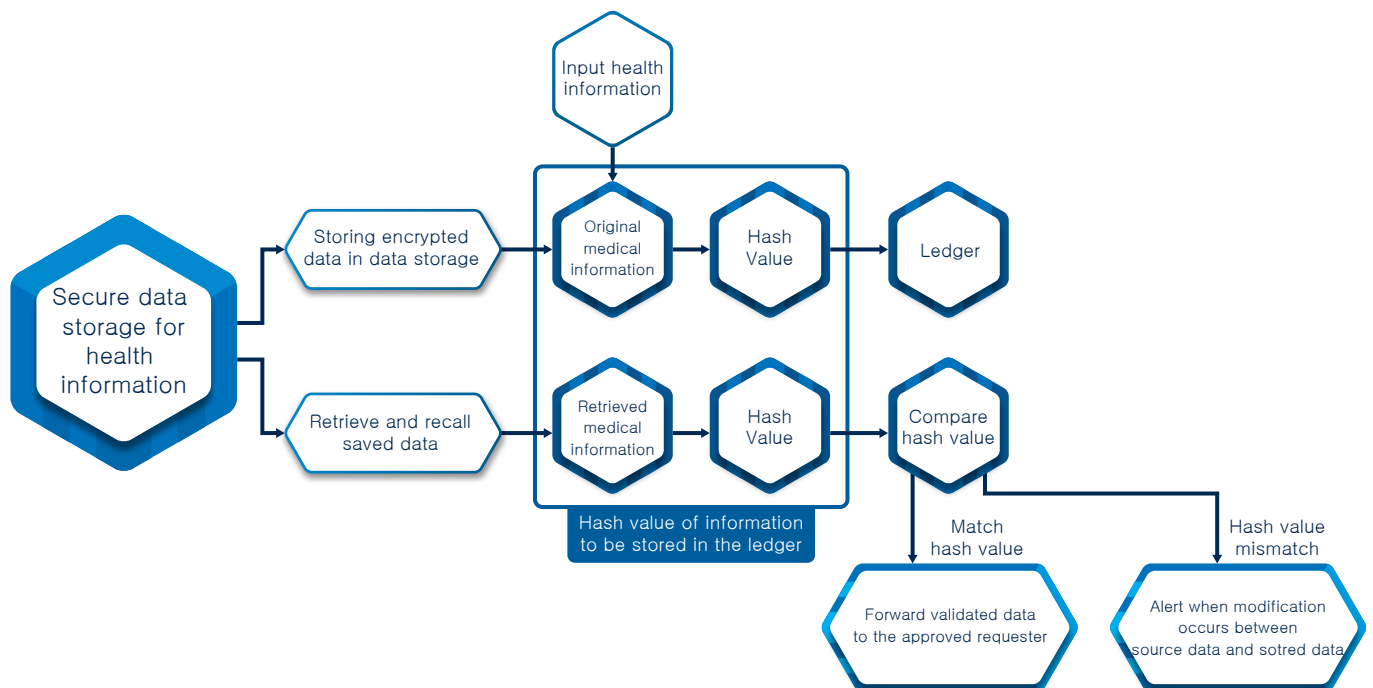 Input health
information
Secure data
storage for
health
information
Storing encrypted
data in data storage
Original
medical
information
Hash
Value
Ledger
Retrieve and recall
saved data
Retrieved
medical
information
Hash
Value
Compare
hash value
Hash value of information
to be stored in the ledger
Match
hash value
Hash value
mismatch
Forward validated data
to the approved requester
Alert when modification
occurs between
source data and sotred data